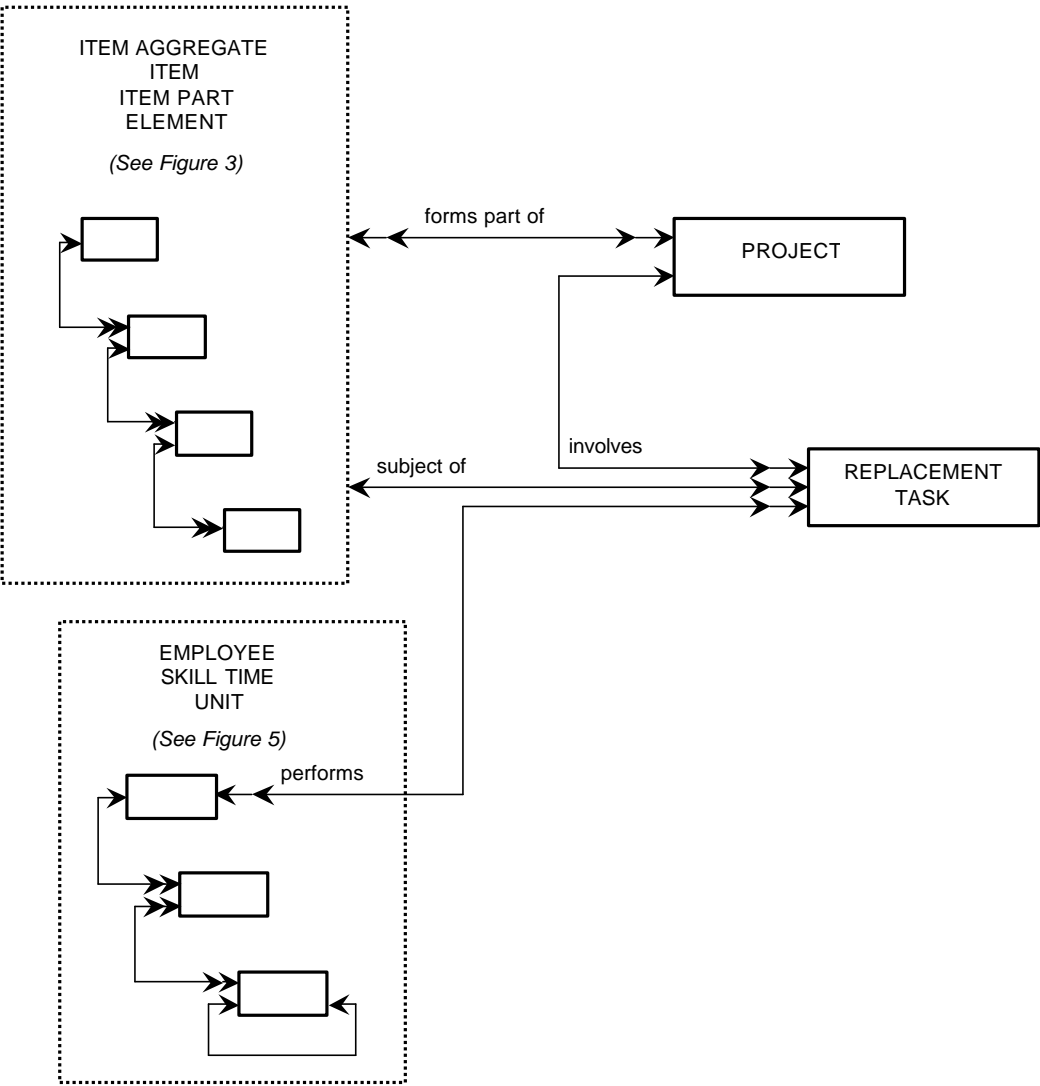 ITEM AGGREGATE
ITEM
ITEM PART
ELEMENT
(See Figure 3)
forms part of
PROJECT
involves
subject of
REPLACEMENT
TASK
EMPLOYEE
SKILL TIME
UNIT
(See Figure 5)
performs